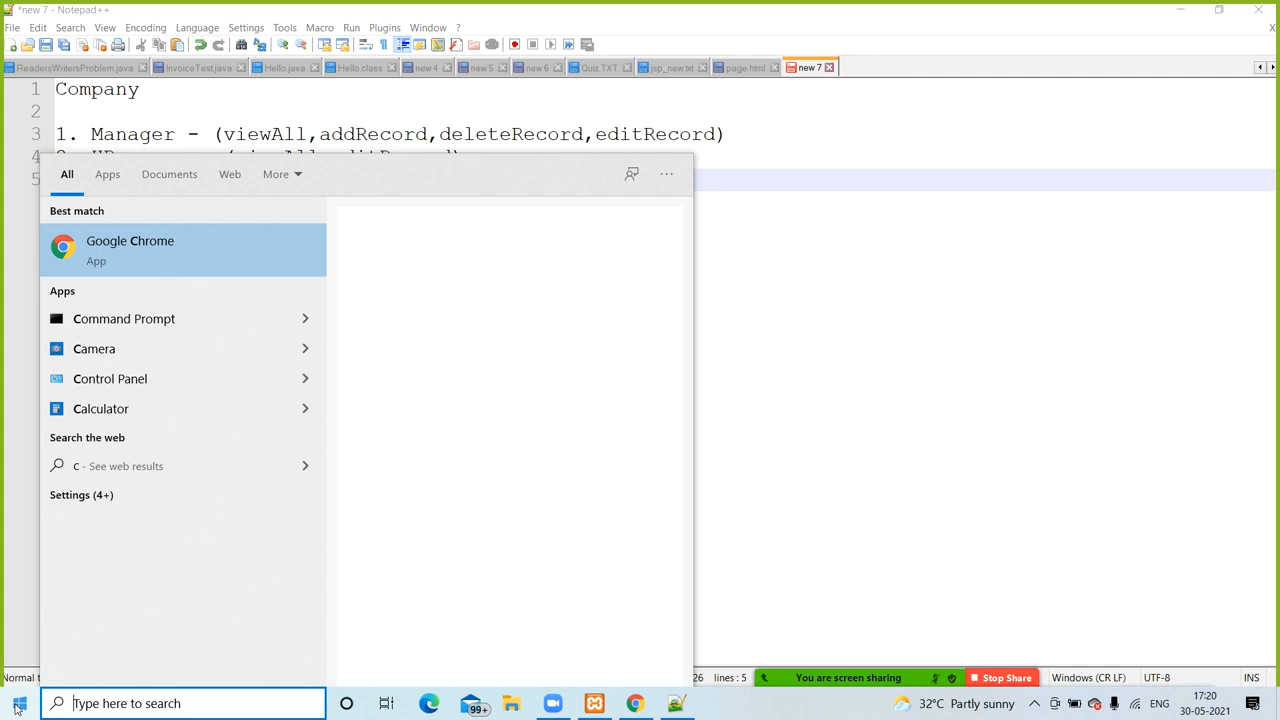 *new 7 - Notepad++
File Edit Search View Encoding Language Settings Tools Macro Run Plugins Window X
ReadersWritersProblem.java InvoiceTest.java Hello.java Hello.class new 4 new 5 new 6 Quiz.TXT jsp_new.txt page.html new 7
1 Company
2
3 1. Manager - (viewAll,addRecord,deleteRecord,editRecord)
4
5
All Apps Documents Web More
Best match
Google Chrome
App
Apps
Command Prompt
Camera
Control Panel
Calculator
Search the web
c - See web results
Settings (4+)
Normal t 26 lines : 5 You are screen sharing Stop Share Windows (CR LF) UTF-8 INS
Type here to search 99+ 32°C Partly sunny ENG 17:20
30-05-2021